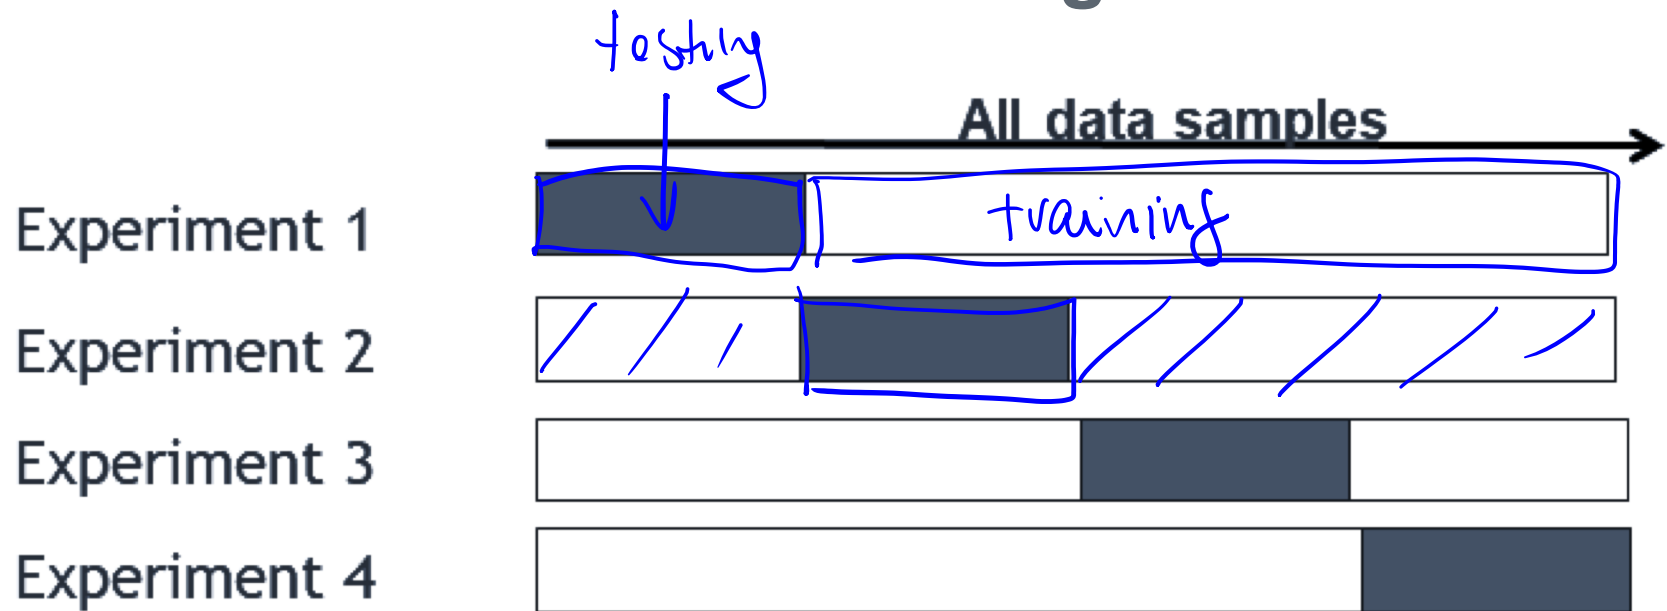 testing
All data samples
Experiment 1
training
Experiment 2
Experiment 3
Experiment 4